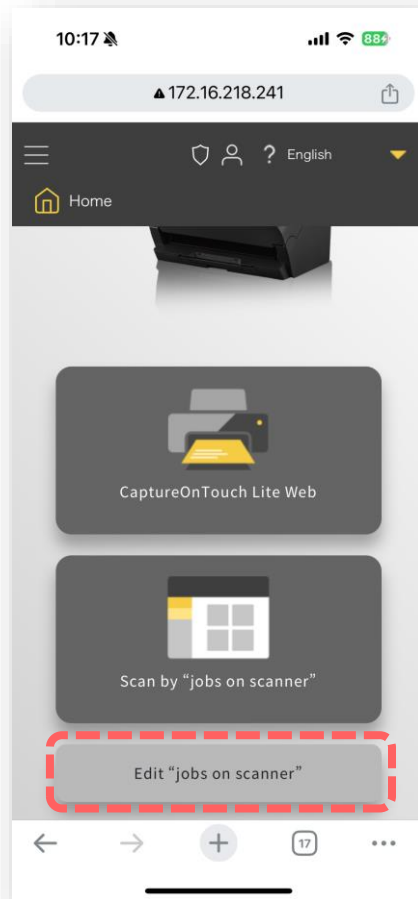 10:17
88
172.16.218.241
? English
Home
CaptureOnTouch Lite Web
Scan by “jobs on scanner”
Edit “jobs on scanner”
17